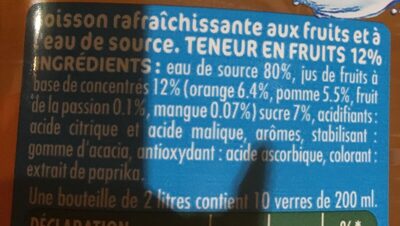 Boisson rafraîchissante aux fruits et à
l'eau de source. TENEUR EN FRUITS 12%
INGRÉDIENTS : eau de source 80%, jus de fruits à
base de concentrés 12% (orange 6.4%, pomme 5.5%, fruit
de la passion 0.1%, mangue 0.07%) sucre 7%, acidifiants :
acide citrique et acide malique, arômes, stabilisant :
gomme d'acacia, antioxydant : acide ascorbique, colorant :
extrait de paprika.
Une bouteille de 2 litres contient 10 verres de 200 ml.
DÉCLARATION %*